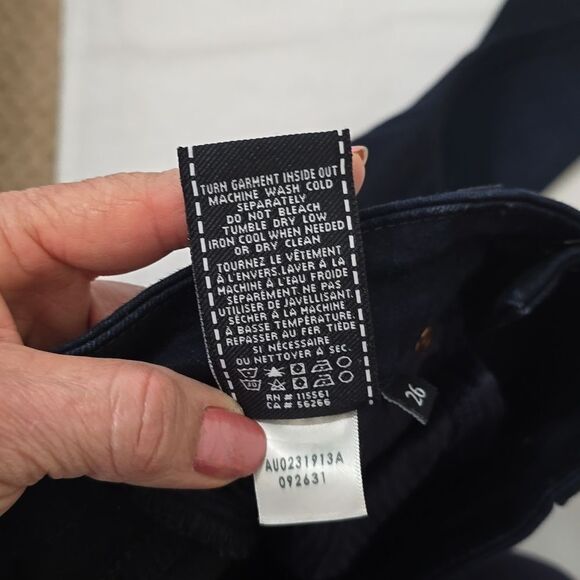 TURN GARMENT INSIDE OUT
MACHINE WASH COLD
SEPARATELY
DO NOT BLEACH
TUMBLE DRY LOW
IRON COOL WHEN NEEDED
OR DRY CLEAN
TOURNEZ LE VÊTEMENT
À L'ENVERS. LAVER À LA
MACHINE À L'EAU FROIDE
SÉPARÉMENT NE PAS
UTILISER DE JAVELLISANT.
SÉCHER À LA MACHINE
À BASSE TEMPÉRATURE.
REPASSER AU FER TIÈDE
SI NÉCESSAIRE
OU NETTOYER À SEC.
RN # 115561
CA # 56266
AU0231913A
092631
26